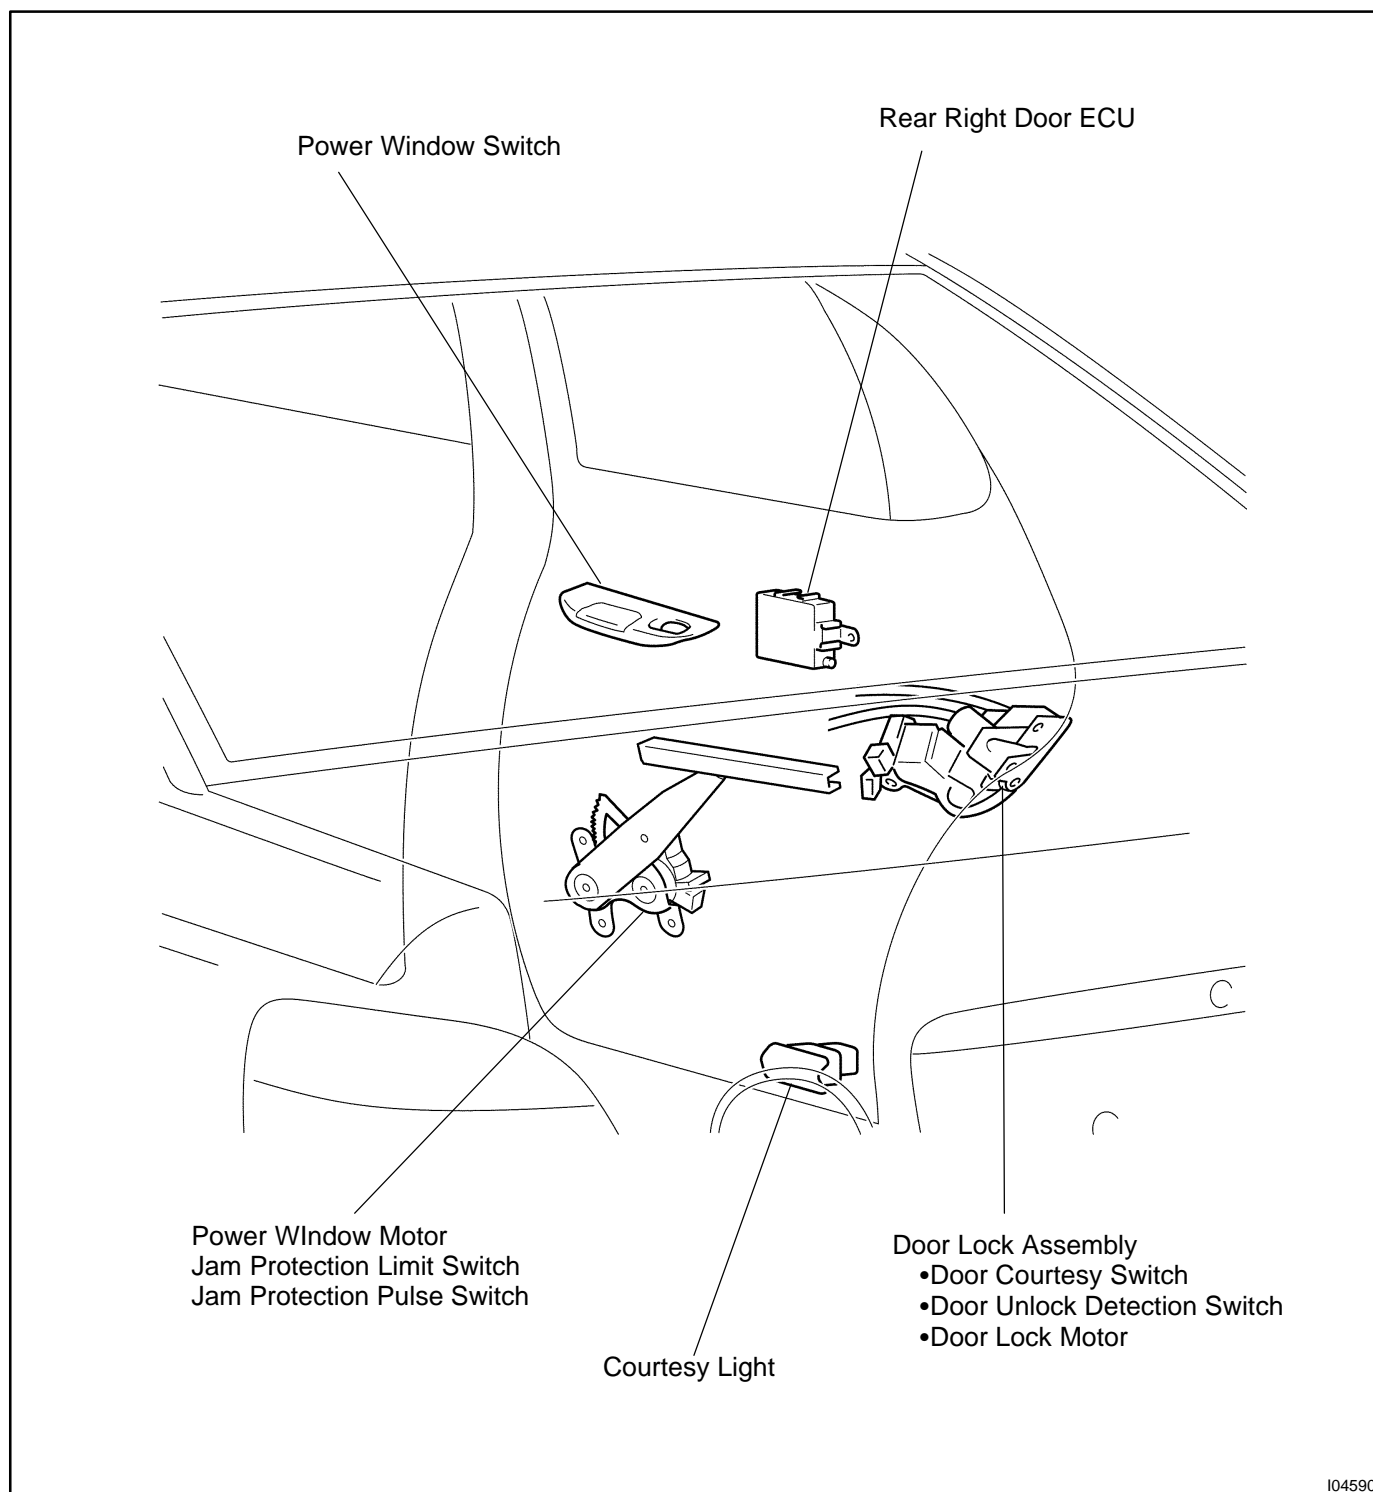 Rear Right Door ECU
Power Window Switch
Power WIndow Motor
Jam Protection Limit Switch
Jam Protection Pulse Switch
Door Lock Assembly
•Door Courtesy Switch
•Door Unlock Detection Switch
•Door Lock Motor
Courtesy Light
I04590